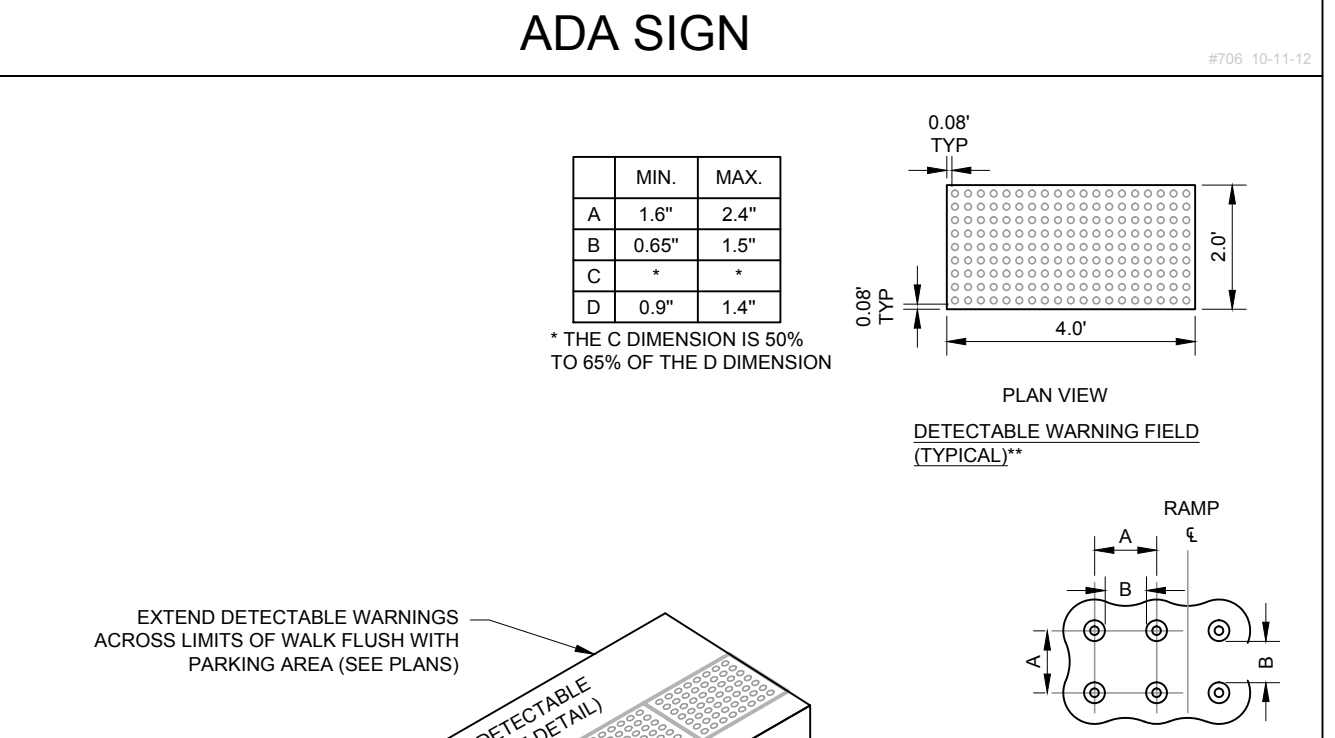 ADA SIGN
#706 10-11-12
MIN. MAX.
A 1.6" 2.4"
B 0.65" 1.5"
C * *
D 0.9" 1.4"
* THE C DIMENSION IS 50%
TO 65% OF THE D DIMENSION
0.08'
TYP
2.0'
0.08'
TYP
4.0'
PLAN VIEW
DETECTABLE WARNING FIELD
(TYPICAL)**
RAMP
℄
A
B
A
B
EXTEND DETECTABLE WARNINGS
ACROSS LIMITS OF WALK FLUSH WITH
PARKING AREA (SEE PLANS)
DETECTABLE
DETAIL)